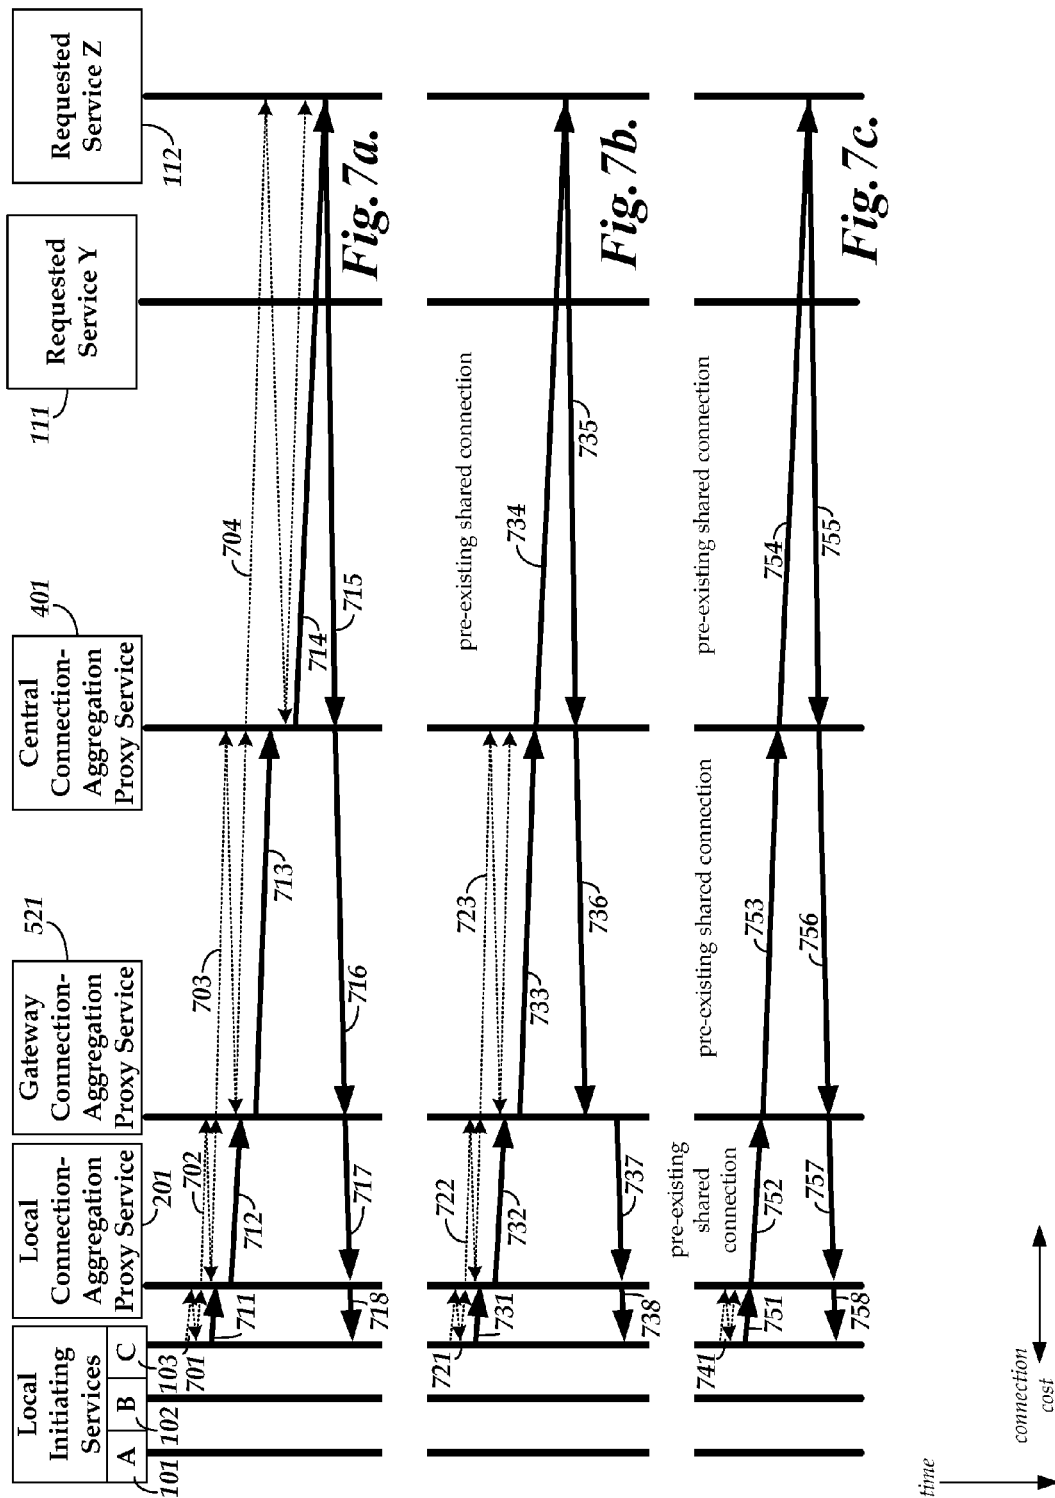 Local
Initiating
Services
A
B
C
101
102
103
Local
Connection-
Aggregation
Proxy Service
201
Gateway
Connection-
Aggregation
Proxy Service
521
Central
Connection-
Aggregation
Proxy Service
401
Requested
Service Y
111
Requested
Service Z
112
701
702
703
704
711
712
713
714
715
716
717
718
Fig.7a.
721
722
723
pre-existing shared connection
731
732
733
734
735
736
737
738
Fig.7b.
741
pre-existing
shared
connection
pre-existing shared connection
pre-existing shared connection
751
752
753
754
755
756
757
758
Fig.7c.
time
connection
cost